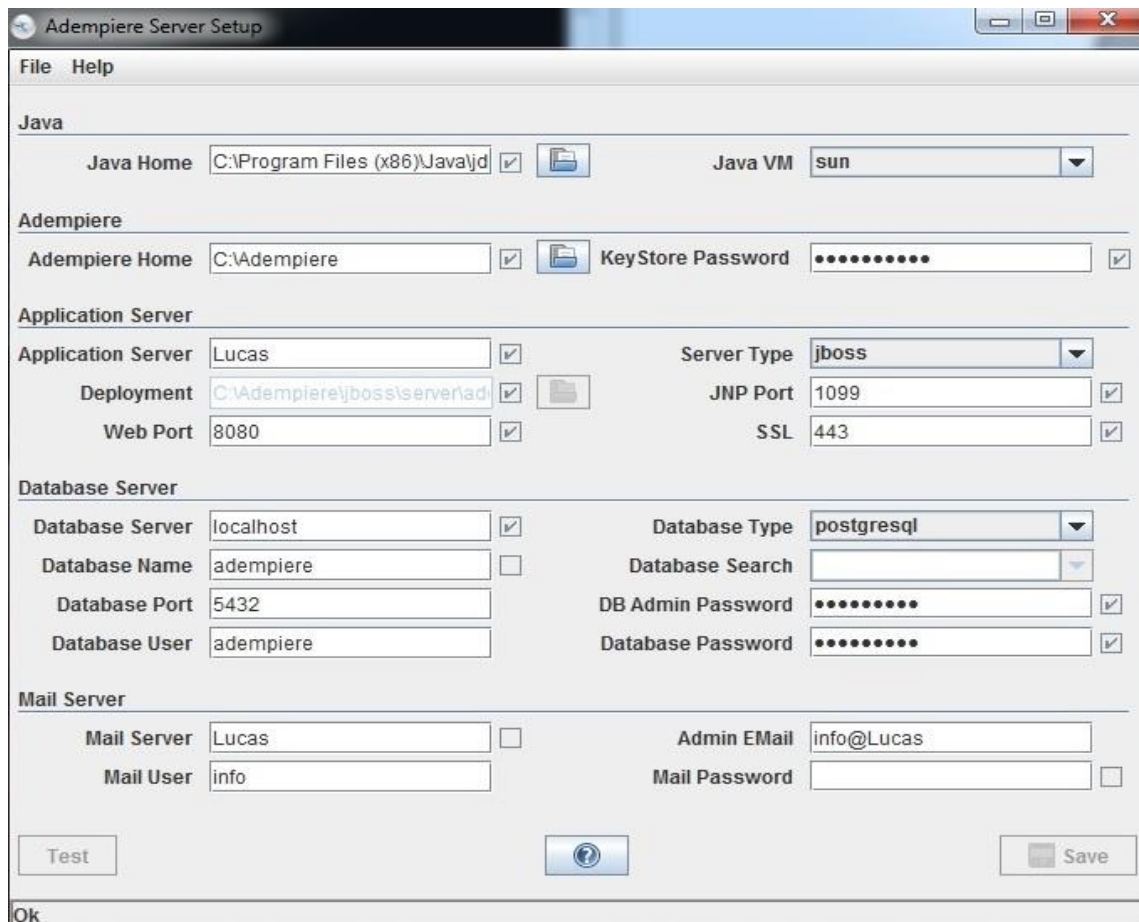 Adempiere Server Setup
File Help
Java
Java Home C:\Program Files (x86)\Java\jd Java VM sun
Adempiere
Adempiere Home C:\Adempiere KeyStore Password ••••••••••
Application Server
Application Server Lucas Server Type jboss
Deployment C:\Adempiere\jboss\server\ad JNP Port 1099
Web Port 8080 SSL 443
Database Server
Database Server localhost Database Type postgresql
Database Name adempiere Database Search
Database Port 5432 DB Admin Password •••••••••
Database User adempiere Database Password •••••••••
Mail Server
Mail Server Lucas Admin EMail info@Lucas
Mail User info Mail Password
Test Save
Ok